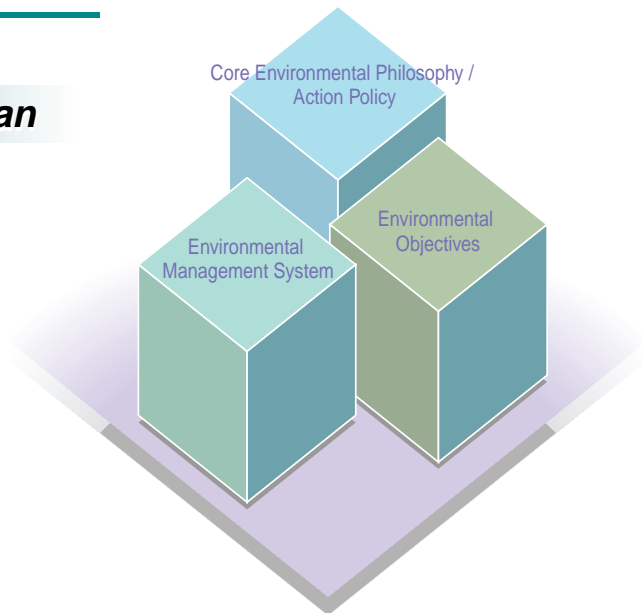 Core Environmental Philosophy /
Action Policy
an
Environmental
Objectives
Environmental
Management System